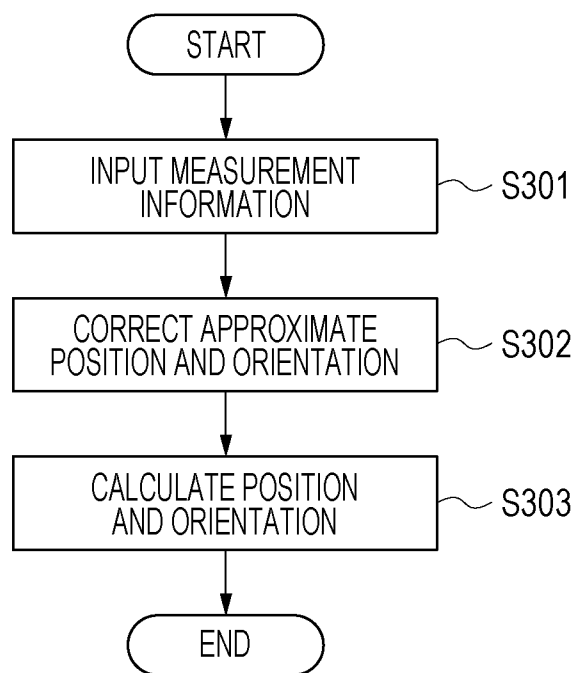 START
INPUT MEASUREMENT
INFORMATION
S301
CORRECT APPROXIMATE
POSITION AND ORIENTATION
S302
CALCULATE POSITION
AND ORIENTATION
S303
END